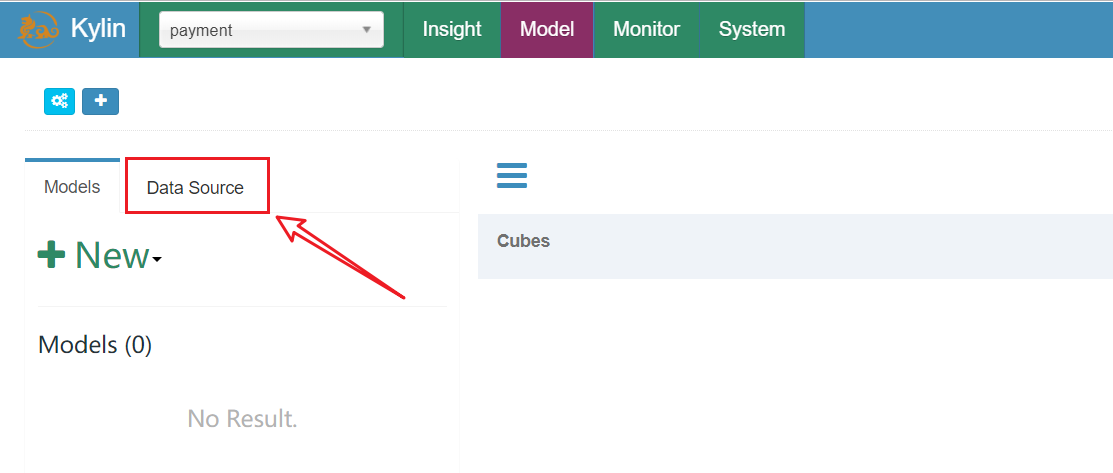 Kylin payment Insight Model Monitor System
Models Data Source
New
Cubes
Models (0)
No Result.